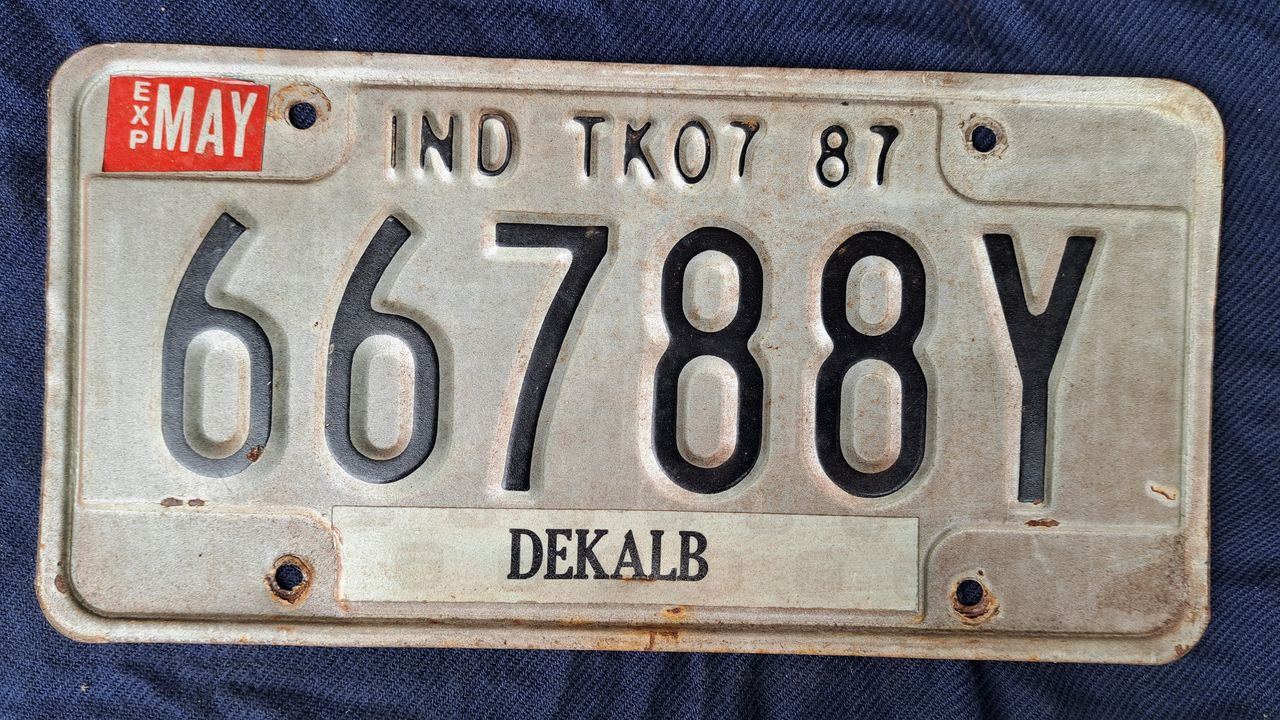 EXP MAY
IND TK07 87
66788Y
DEKALB